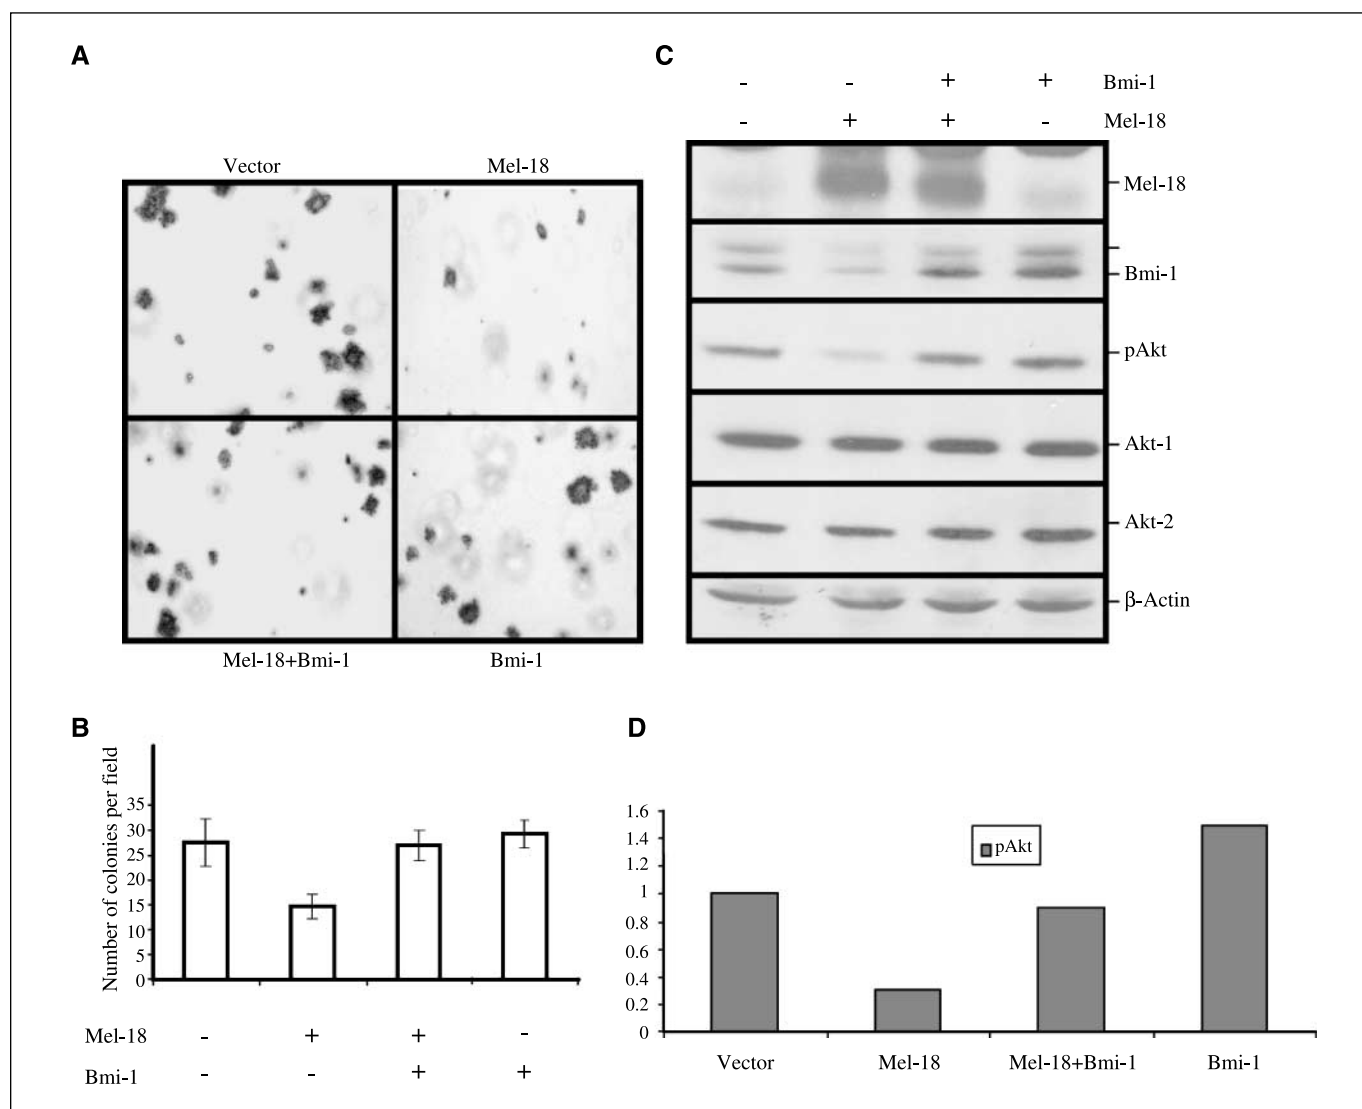 A
Vector Mel-18
Mel-18+Bmi-1 Bmi-1
C
- - + + Bmi-1
- + + - Mel-18
Mel-18
Bmi-1
pAkt
Akt-1
Akt-2
β-Actin
B
Number of colonies per field
35
30
25
20
15
10
5
0
Mel-18 - + + -
Bmi-1 - - + +
D
1.6
1.4
1.2
1
0.8
0.6
0.4
0.2
0
pAkt
Vector Mel-18 Mel-18+Bmi-1 Bmi-1